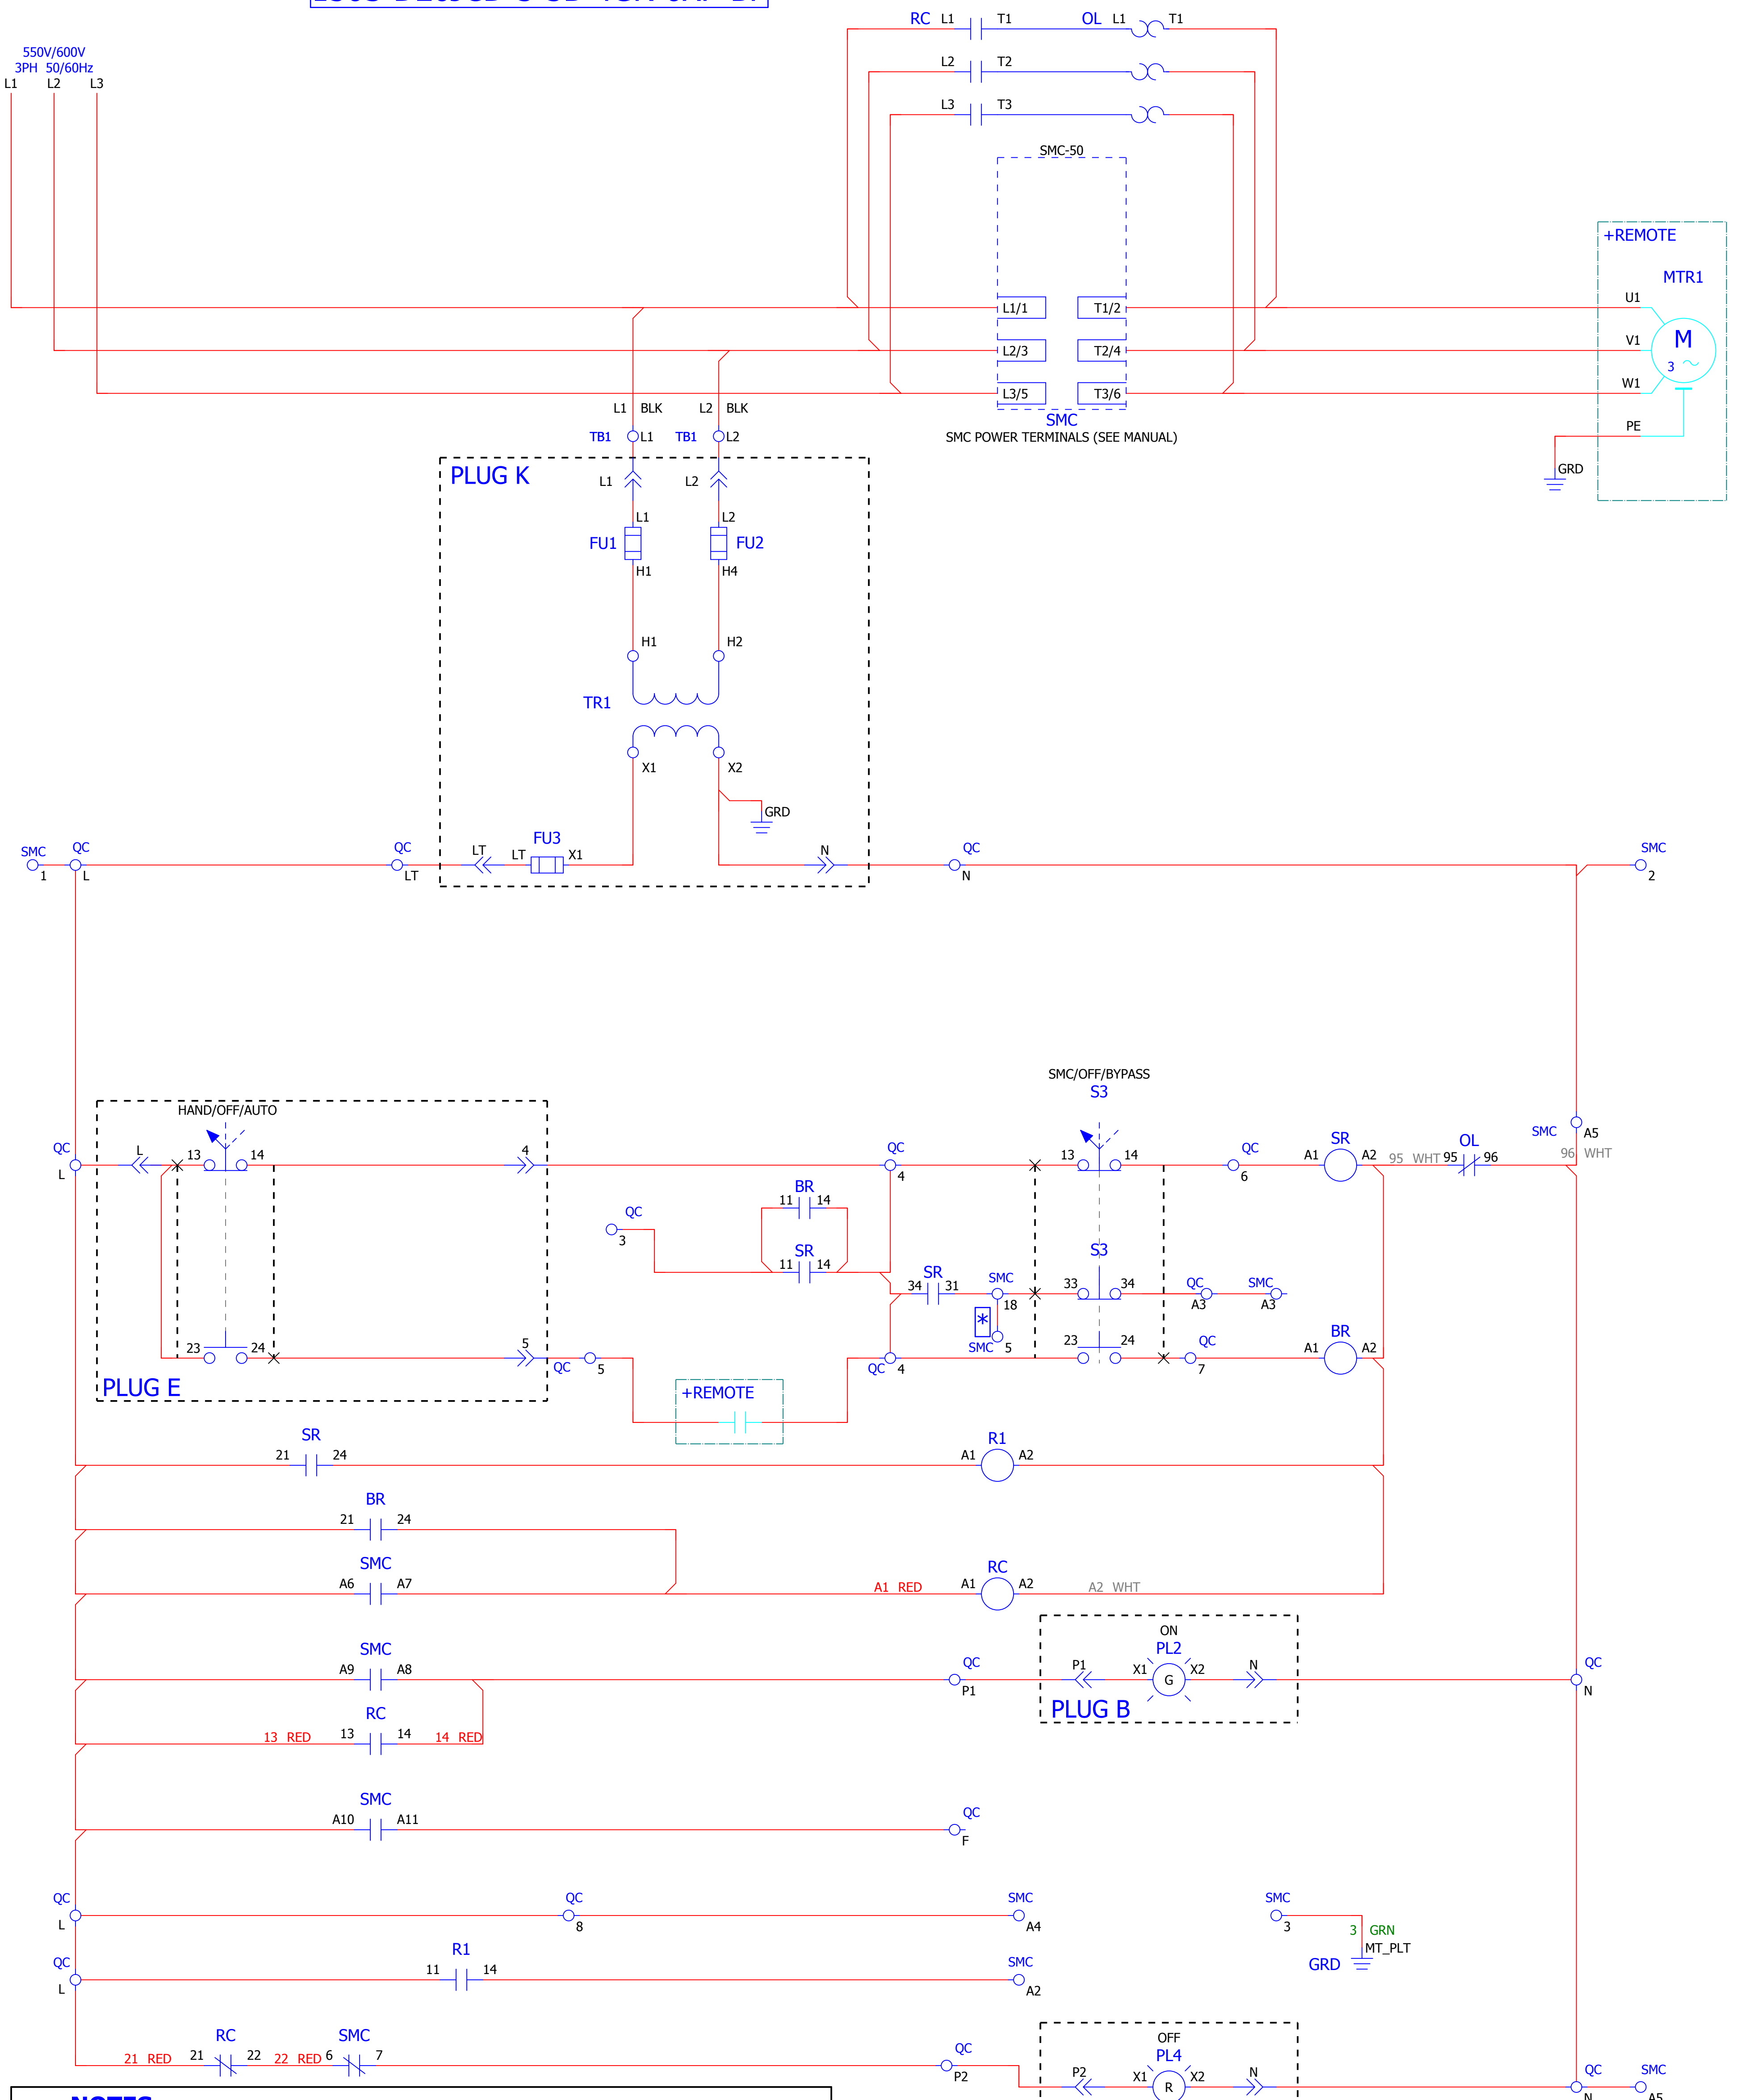 550V/600V
3PH 50/60Hz
L1 L2 L3
RC L1 T1 OL L1 T1
L2 T2
L3 T3
SMC-50
+REMOTE
MTR1
L1/1 T1/2 U1
L2/3 T2/4 V1
M
3
L3/5 T3/6 W1
SMC
SMC POWER TERMINALS (SEE MANUAL)
PE
GRD
L1 BLK L2 BLK
TB1 L1 TB1 L2
PLUG K
L1 L2
L1 L2
FU1 FU2
H1 H4
H1 H2
TR1
X1 X2
GRD
SMC QC QC LT FU3 N QC SMC
LT X1
1 L LT N 2
SMC/OFF/BYPASS
S3
HAND/OFF/AUTO
SMC A5
QC L 13 14 4 QC 13 14 QC SR OL
A1 A2 95 WHT 95 96 96 WHT
L 4 6
BR
11 14
QC
3
SR
11 14
S3
SR SMC
34 31 33 34 QC SMC
18 A3 A3
*
SMC 5
23 24 5 QC 5 QC 4 23 24 QC 7 BR
A1 A2
PLUG E
+REMOTE
SR
21 24
R1
A1 A2
BR
21 24
SMC
A6 A7
RC
A1 RED A1 A2 A2 WHT
ON
PL2
SMC
A9 A8
QC P1 X1 G X2 N QC
P1 N
PLUG B
RC
13 RED 13 14 14 RED
SMC
A10 A11
QC
F
QC QC SMC SMC
L 8 A4 3
3 GRN
MT_PLT
GRD
QC R1 SMC
L 11 14 A2
OFF
PL4
RC SMC
21 RED 21 22 22 RED 6 7
QC P2 X1 R X2 N QC SMC
P2 N A5
NOTES